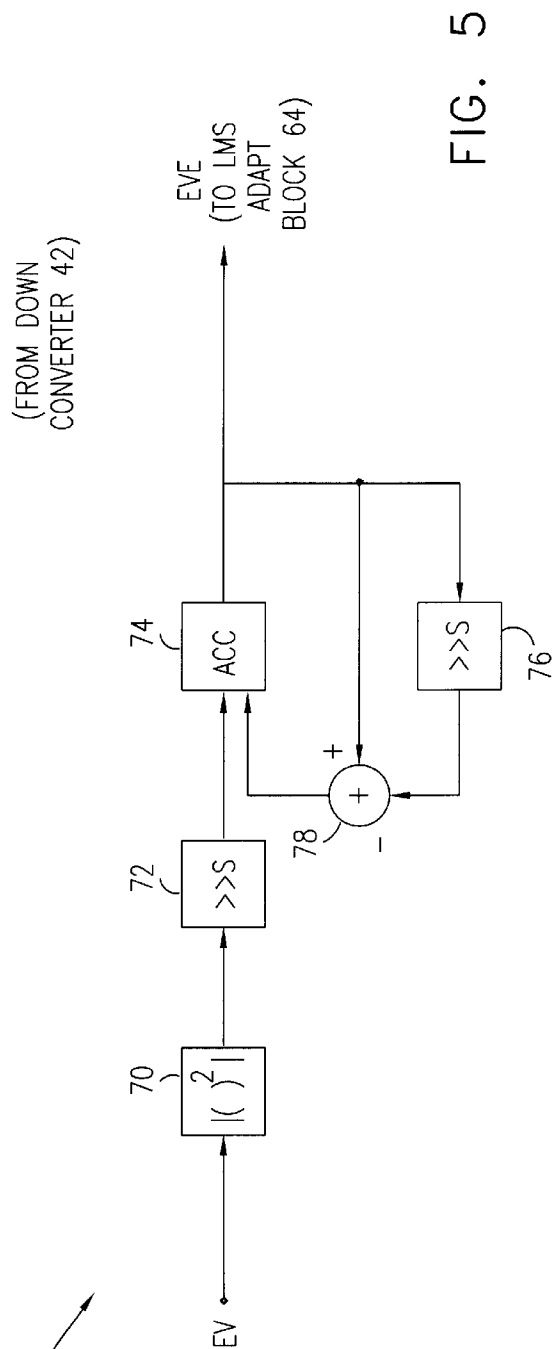 (FROM DOWN
CONVERTER 42)
EV
70
|( )²|
72
>>S
74
ACC
EVE
(TO LMS
ADAPT
BLOCK 64)
78
+
+
-
>>S
76
FIG. 5